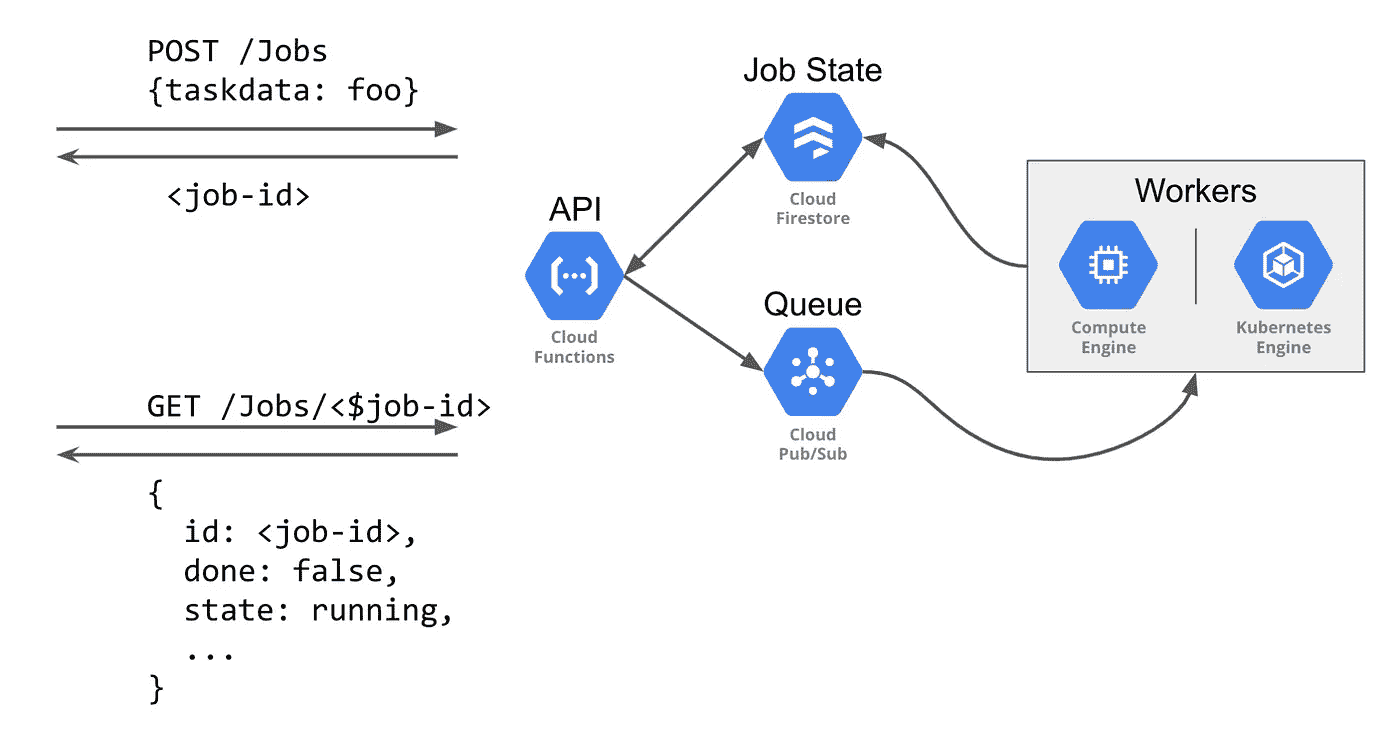 POST /Jobs
{taskdata: foo}
<job-id>
GET /Jobs/<$job-id>
{
id: <job-id>,
done: false,
state: running,
...
}
API
Cloud
Functions
Job State
Cloud
Firestore
Queue
Cloud
Pub/Sub
Workers
Compute
Engine
Kubernetes
Engine